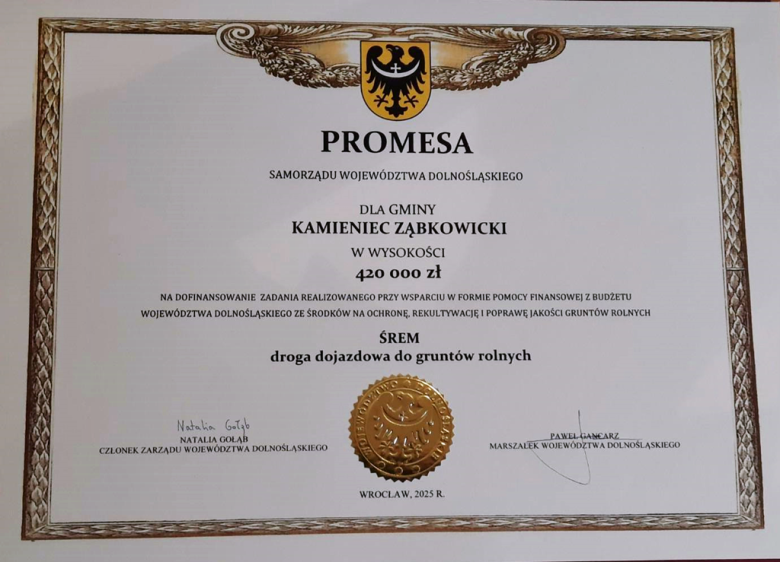 PROMESA
SAMORZĄDU WOJEWÓDZTWA DOLNOŚLĄSKIEGO
DLA GMINY
KAMIENIEC ZĄBKOWICKI
W WYSOKOŚCI
420 000 zł
NA DOFINANSOWANIE ZADANIA REALIZOWANEGO PRZY WSPARCIU W FORMIE POMOCY FINANSOWEJ Z BUDŻETU
WOJEWÓDZTWA DOLNOŚLĄSKIEGO ZE ŚRODKÓW NA OCHRONĘ, REKULTYWACJĘ I POPRAWĘ JAKOŚCI GRUNTÓW ROLNYCH
ŚREM
droga dojazdowa do gruntów rolnych
Natalia Gołąb
NATALIA GOŁĄB
CZŁONEK ZARZĄDU WOJEWÓDZTWA DOLNOŚLĄSKIEGO
PAWEŁ GANCARZ
MARSZAŁEK WOJEWÓDZTWA DOLNOŚLĄSKIEGO
WOJEWÓDZTWO
WROCŁAW, 2025 R.